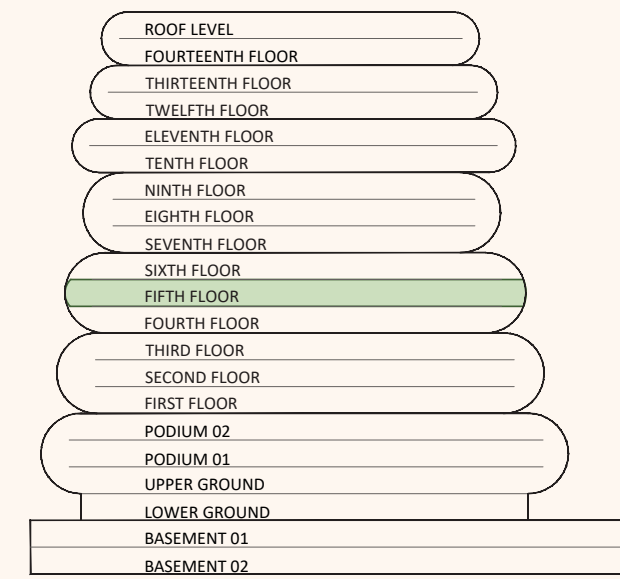 ROOF LEVEL
FOURTEENTH FLOOR
THIRTEENTH FLOOR
TWELFTH FLOOR
ELEVENTH FLOOR
TENTH FLOOR
NINTH FLOOR
EIGHTH FLOOR
SEVENTH FLOOR
SIXTH FLOOR
FIFTH FLOOR
FOURTH FLOOR
THIRD FLOOR
SECOND FLOOR
FIRST FLOOR
PODIUM 02
PODIUM 01
UPPER GROUND
LOWER GROUND
BASEMENT 01
BASEMENT 02